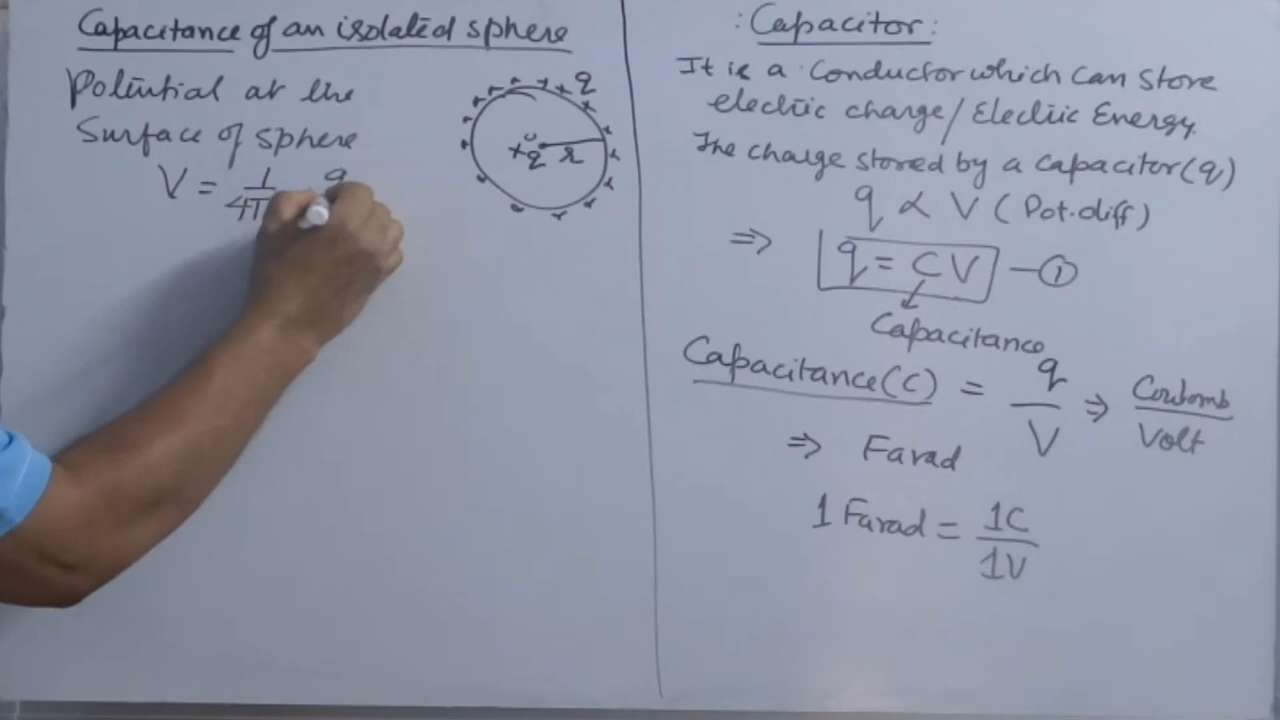 Capacitance of an isolated sphere
Potential at the
Surface of sphere
V = 1/4π q
q
O
+q r
: Capacitor :
It is a Conductor which can store
electric charge/Electric Energy.
The charge stored by a Capacitor(q)
q ∝ V (Pot.diff)
⇒ q = CV —①
Capacitance
Capacitance(C) = q/V ⇒ Coulomb/Volt
⇒ Farad
1 Farad = 1C/1V